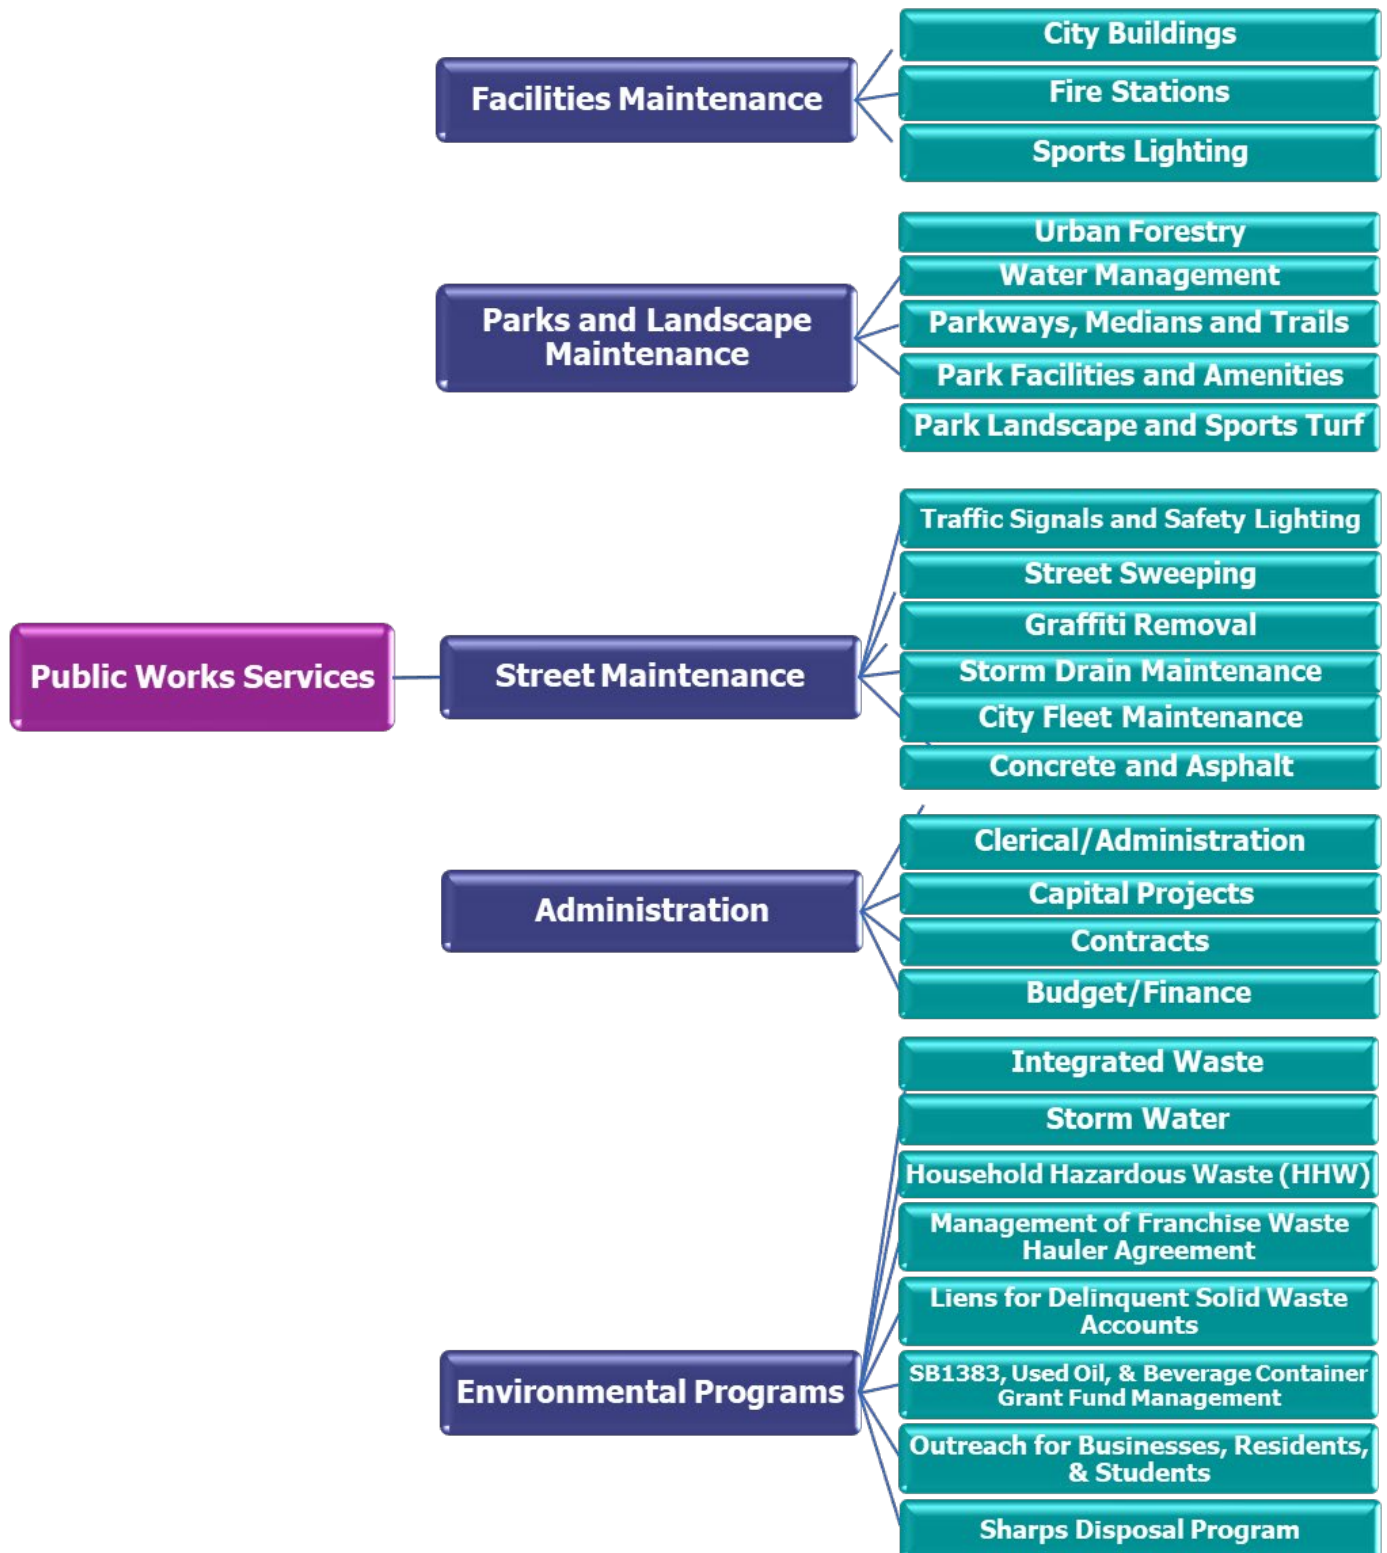 City Buildings
Facilities Maintenance
Fire Stations
Sports Lighting
Urban Forestry
Water Management
Parks and Landscape
Maintenance
Parkways, Medians and Trails
Park Facilities and Amenities
Park Landscape and Sports Turf
Traffic Signals and Safety Lighting
Street Sweeping
Graffiti Removal
Public Works Services
Street Maintenance
Storm Drain Maintenance
City Fleet Maintenance
Concrete and Asphalt
Clerical/Administration
Capital Projects
Administration
Contracts
Budget/Finance
Integrated Waste
Storm Water
Household Hazardous Waste (HHW)
Management of Franchise Waste
Hauler Agreement
Liens for Delinquent Solid Waste
Accounts
Environmental Programs
SB1383, Used Oil, & Beverage Container
Grant Fund Management
Outreach for Businesses, Residents,
& Students
Sharps Disposal Program